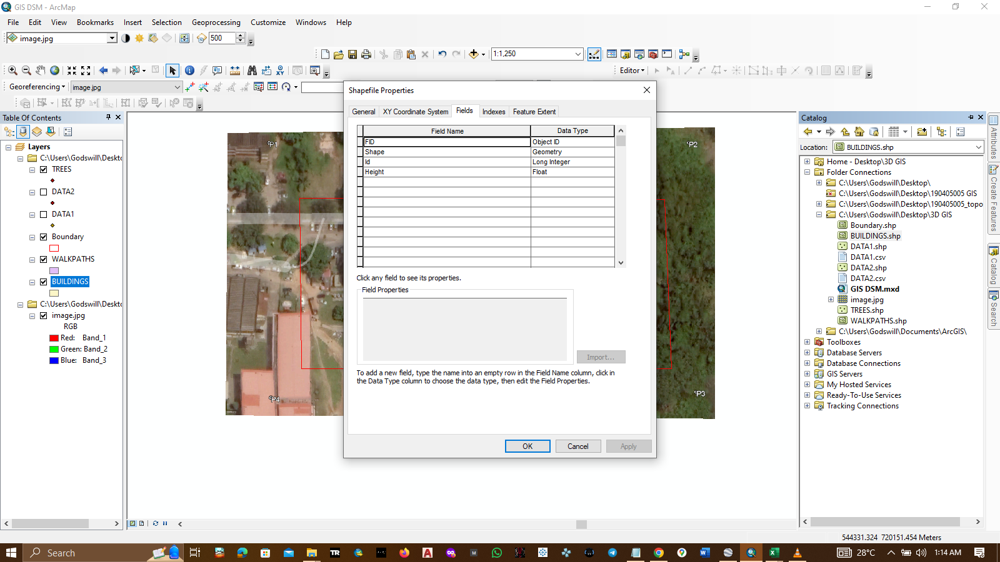 GIS DSM - ArcMap
File Edit View Bookmarks Insert Selection Geoprocessing Customize Windows Help
image.jpg 500
1:1,250
Editor
Georeferencing image.jpg
Table Of Contents
Layers
C:\Users\Godswill\Deskto
TREES
DATA2
DATA1
Boundary
WALKPATHS
BUILDINGS
C:\Users\Godswill\Deskto
image.jpg
RGB
Red: Band_1
Green: Band_2
Blue: Band_3
P1
P2
P3
P4
Shapefile Properties
General XY Coordinate System Fields Indexes Feature Extent
Field Name Data Type
FID Object ID
Shape Geometry
Id Long Integer
Height Float
Click any field to see its properties.
Field Properties
Import...
To add a new field, type the name into an empty row in the Field Name column, click in
the Data Type column to choose the data type, then edit the Field Properties.
OK Cancel Apply
Catalog
Location: BUILDINGS.shp
Home - Desktop\3D GIS
Folder Connections
C:\Users\Godswill\Desktop\
C:\Users\Godswill\Desktop\190405005 GIS
C:\Users\Godswill\Desktop\190405005_topo
C:\Users\Godswill\Desktop\3D GIS
Boundary.shp
BUILDINGS.shp
DATA1.shp
DATA1.csv
DATA2.shp
DATA2.csv
GIS DSM.mxd
image.jpg
TREES.shp
WALKPATHS.shp
C:\Users\Godswill\Documents\ArcGIS\
Toolboxes
Database Servers
Database Connections
GIS Servers
My Hosted Services
Ready-To-Use Services
Tracking Connections
Attributes
Create Features
Catalog
Search
544331.324 720151.454 Meters
Search
28°C 1:14 AM